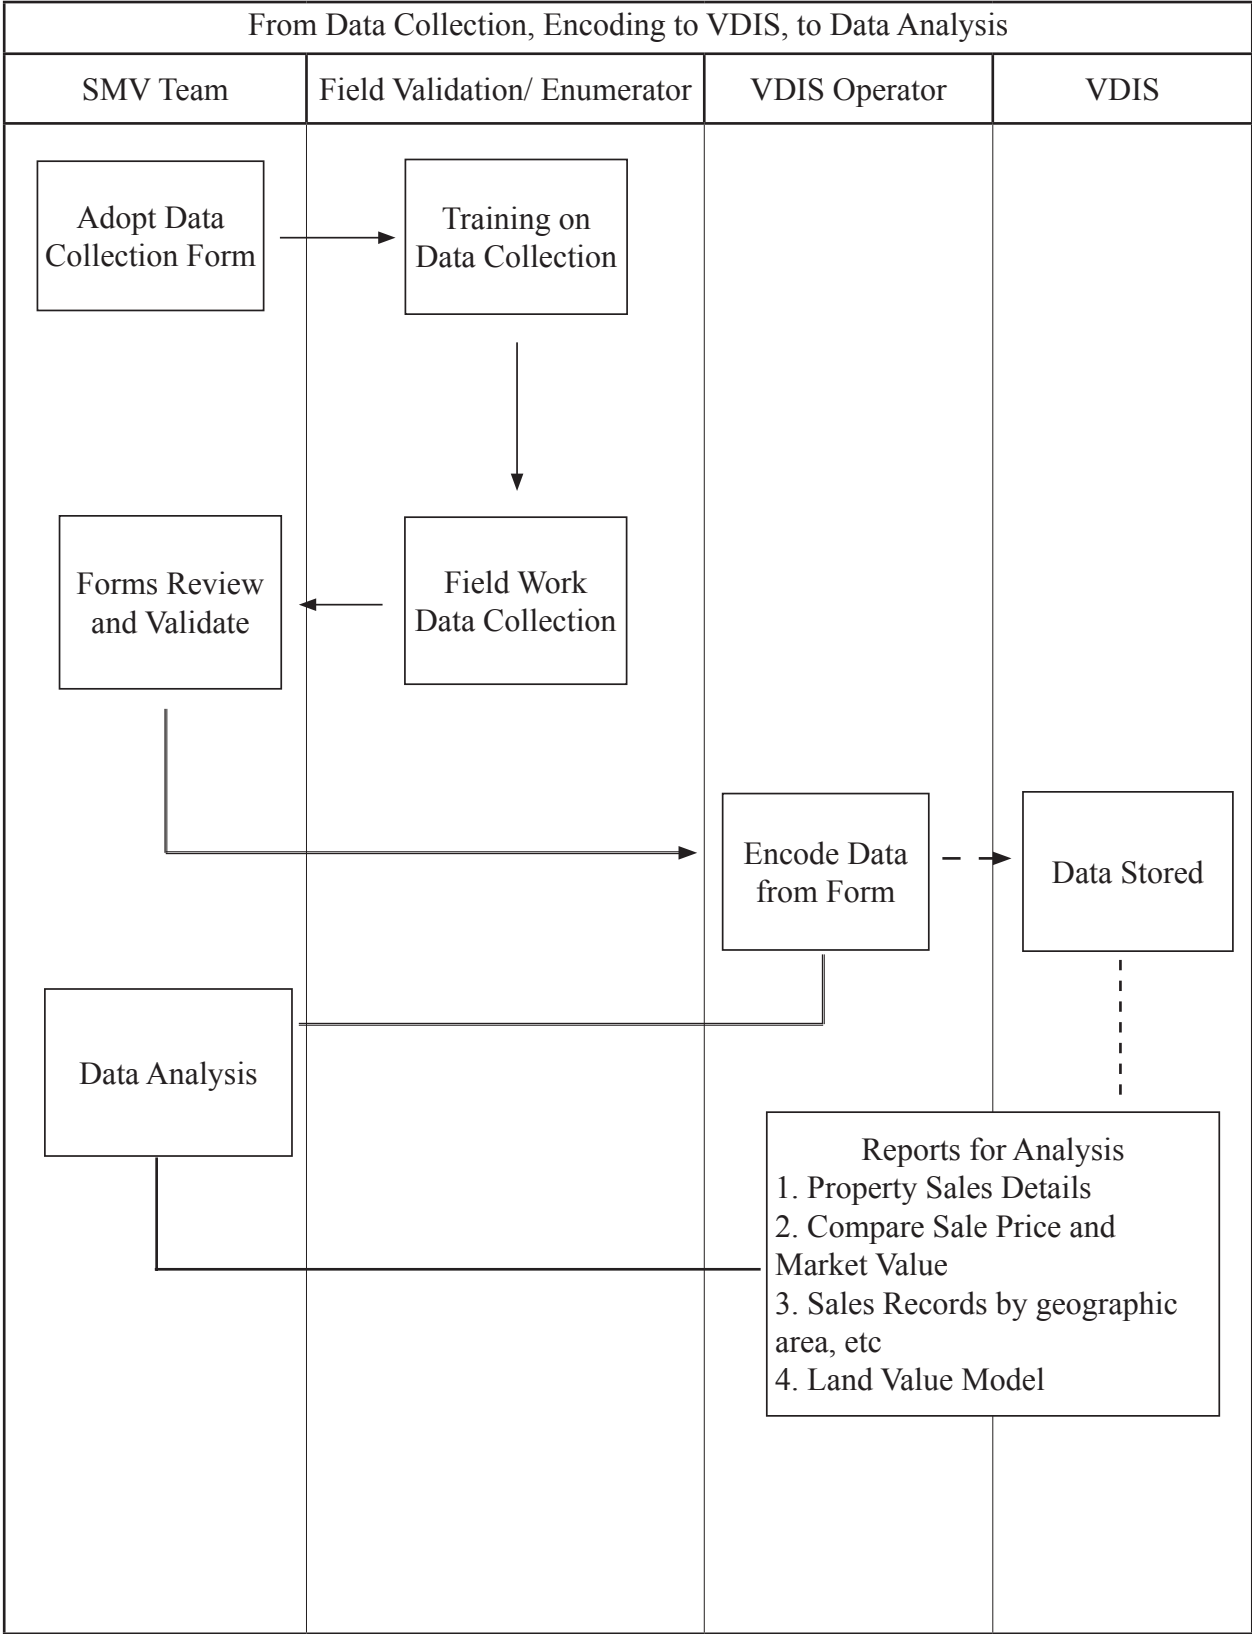 From Data Collection, Encoding to VDIS, to Data Analysis
SMV Team
Field Validation/ Enumerator
VDIS Operator
VDIS
Adopt Data
Collection Form
Training on
Data Collection
Forms Review
and Validate
Field Work
Data Collection
Encode Data
from Form
Data Stored
Data Analysis
Reports for Analysis
1. Property Sales Details
2. Compare Sale Price and
Market Value
3. Sales Records by geographic
area, etc
4. Land Value Model